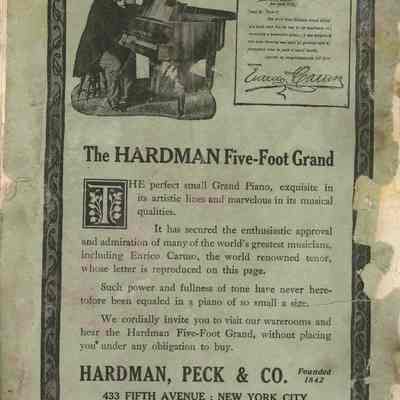 Enrico Caruso
The HARDMAN Five-Foot Grand
THE perfect small Grand Piano, exquisite in
its artistic lines and marvelous in its musical
qualities.
It has secured the enthusiastic approval
and admiration of many of the world's greatest musicians,
including Enrico Caruso, the world renowned tenor,
whose letter is reproduced on this page.
Such power and fullness of tone have never here-
tofore been equaled in a piano of so small a size.
We cordially invite you to visit our warerooms and
hear the Hardman Five-Foot Grand, without placing
you under any obligation to buy.
HARDMAN, PECK & CO. Founded
1842
433 FIFTH AVENUE : NEW YORK CITY